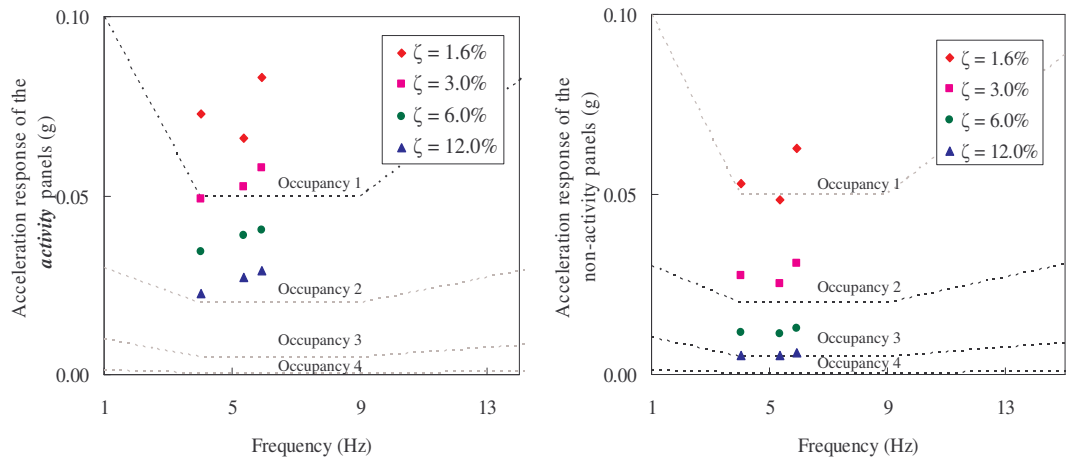 Acceleration response of the
activity panels (g)
0.10
0.05
0.00
ζ = 1.6%
ζ = 3.0%
ζ = 6.0%
ζ = 12.0%
Occupancy 1
Occupancy 2
Occupancy 3
Occupancy 4
1 5 9 13
Frequency (Hz)
Acceleration response of the
non-activity panels (g)
0.10
0.05
0.00
ζ = 1.6%
ζ = 3.0%
ζ = 6.0%
ζ = 12.0%
Occupancy 1
Occupancy 2
Occupancy 3
Occupancy 4
1 5 9 13
Frequency (Hz)